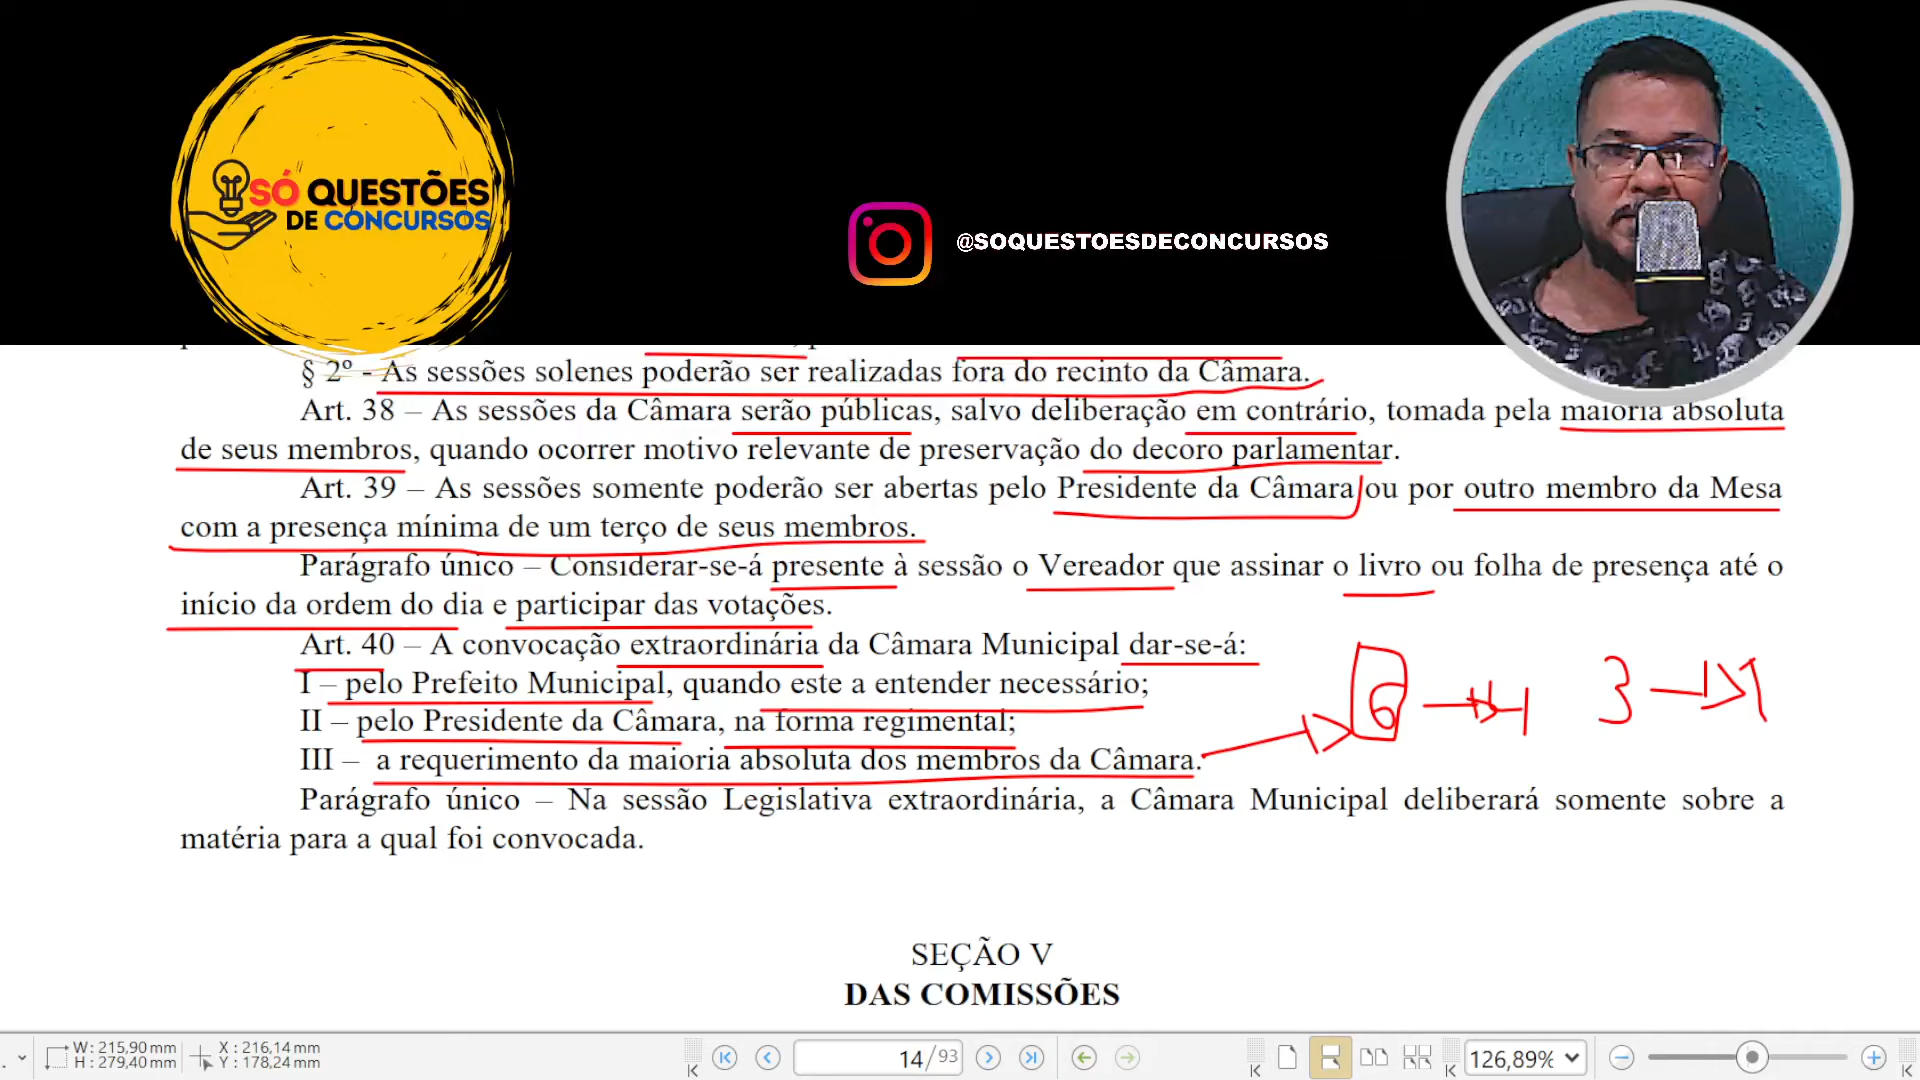 SÓ QUESTÕES
DE CONCURSOS
@SOQUESTOESDECONCURSOS
§ 2º - As sessões solenes poderão ser realizadas fora do recinto da Câmara.
Art. 38 – As sessões da Câmara serão públicas, salvo deliberação em contrário, tomada pela maioria absoluta
de seus membros, quando ocorrer motivo relevante de preservação do decoro parlamentar.
Art. 39 – As sessões somente poderão ser abertas pelo Presidente da Câmara ou por outro membro da Mesa
com a presença mínima de um terço de seus membros.
Parágrafo único – Considerar-se-á presente à sessão o Vereador que assinar o livro ou folha de presença até o
início da ordem do dia e participar das votações.
Art. 40 – A convocação extraordinária da Câmara Municipal dar-se-á:
I – pelo Prefeito Municipal, quando este a entender necessário;
II – pelo Presidente da Câmara, na forma regimental;
III – a requerimento da maioria absoluta dos membros da Câmara.
6 3
Parágrafo único – Na sessão Legislativa extraordinária, a Câmara Municipal deliberará somente sobre a
matéria para a qual foi convocada.
SEÇÃO V
DAS COMISSÕES
W: 215,90 mm
H: 279,40 mm
X : 216,14 mm
Y : 178,24 mm
14 / 93
126,89%